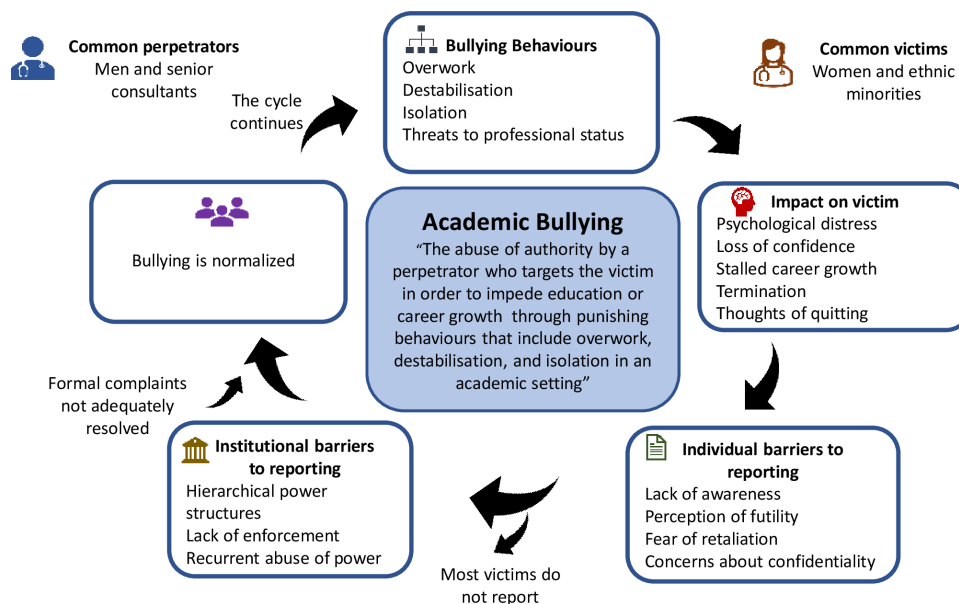 Common perpetrators
Men and senior
consultants
The cycle
continues
Bullying Behaviours
Overwork
Destabilisation
Isolation
Threats to professional status
Common victims
Women and ethnic
minorities
Bullying is normalized
Academic Bullying
“The abuse of authority by a
perpetrator who targets the victim
in order to impede education or
career growth through punishing
behaviours that include overwork,
destabilisation, and isolation in an
academic setting”
Impact on victim
Psychological distress
Loss of confidence
Stalled career growth
Termination
Thoughts of quitting
Formal complaints
not adequately
resolved
Institutional barriers
to reporting
Hierarchical power
structures
Lack of enforcement
Recurrent abuse of power
Most victims do
not report
Individual barriers to
reporting
Lack of awareness
Perception of futility
Fear of retaliation
Concerns about confidentiality